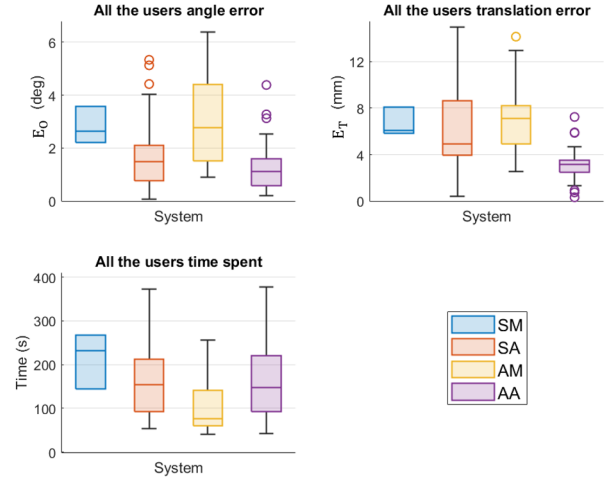 All the users angle error
6
4
2
0
E_O (deg)
System
All the users translation error
12
8
4
0
E_T (mm)
System
All the users time spent
400
300
200
100
0
Time (s)
System
SM
SA
AM
AA